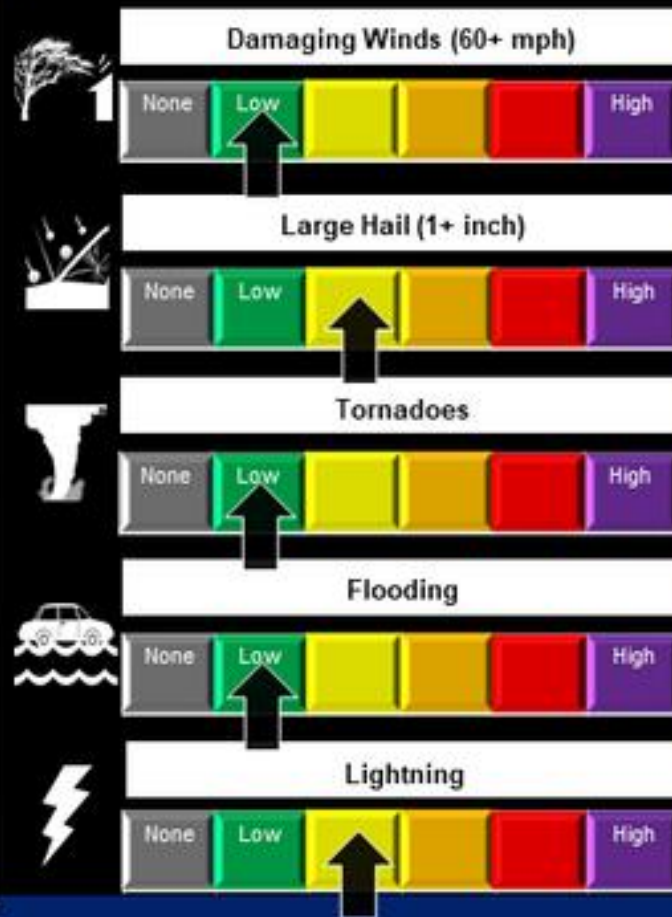 Damaging Winds (60+ mph)
None Low High
Large Hail (1+ inch)
None Low High
Tornadoes
None Low High
Flooding
None Low High
Lightning
None Low High